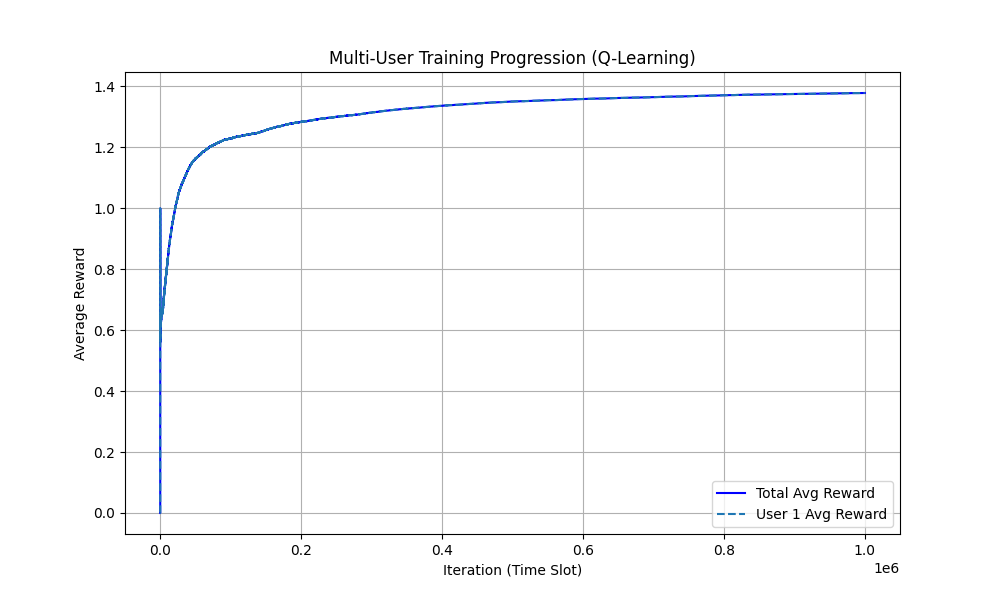 Multi-User Training Progression (Q-Learning)
Average Reward
1.4
1.2
1.0
0.8
0.6
0.4
0.2
0.0
Total Avg Reward
User 1 Avg Reward
0.0 0.2 0.4 0.6 0.8 1.0
1e6
Iteration (Time Slot)